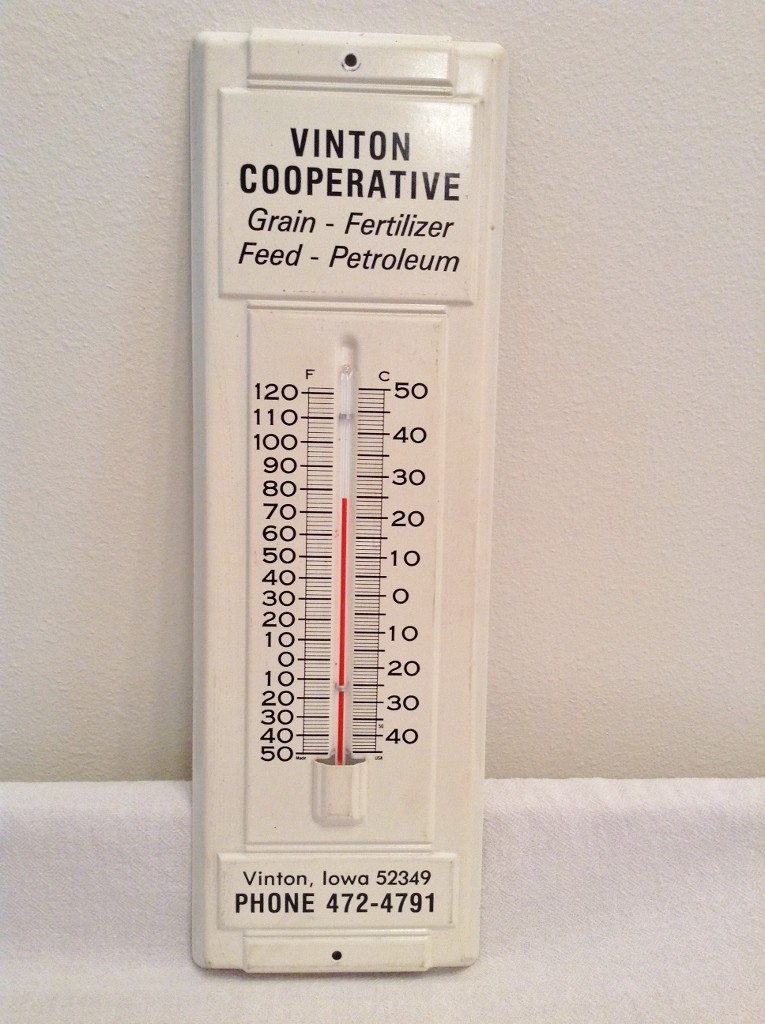 VINTON
COOPERATIVE
Grain - Fertilizer
Feed - Petroleum
F C
120 50
110
100 40
90
80 30
70 20
60
50 10
40
30 0
20
10 10
0 20
10
20 30
30
40 40
50
Made USA
Vinton, Iowa 52349
PHONE 472-4791